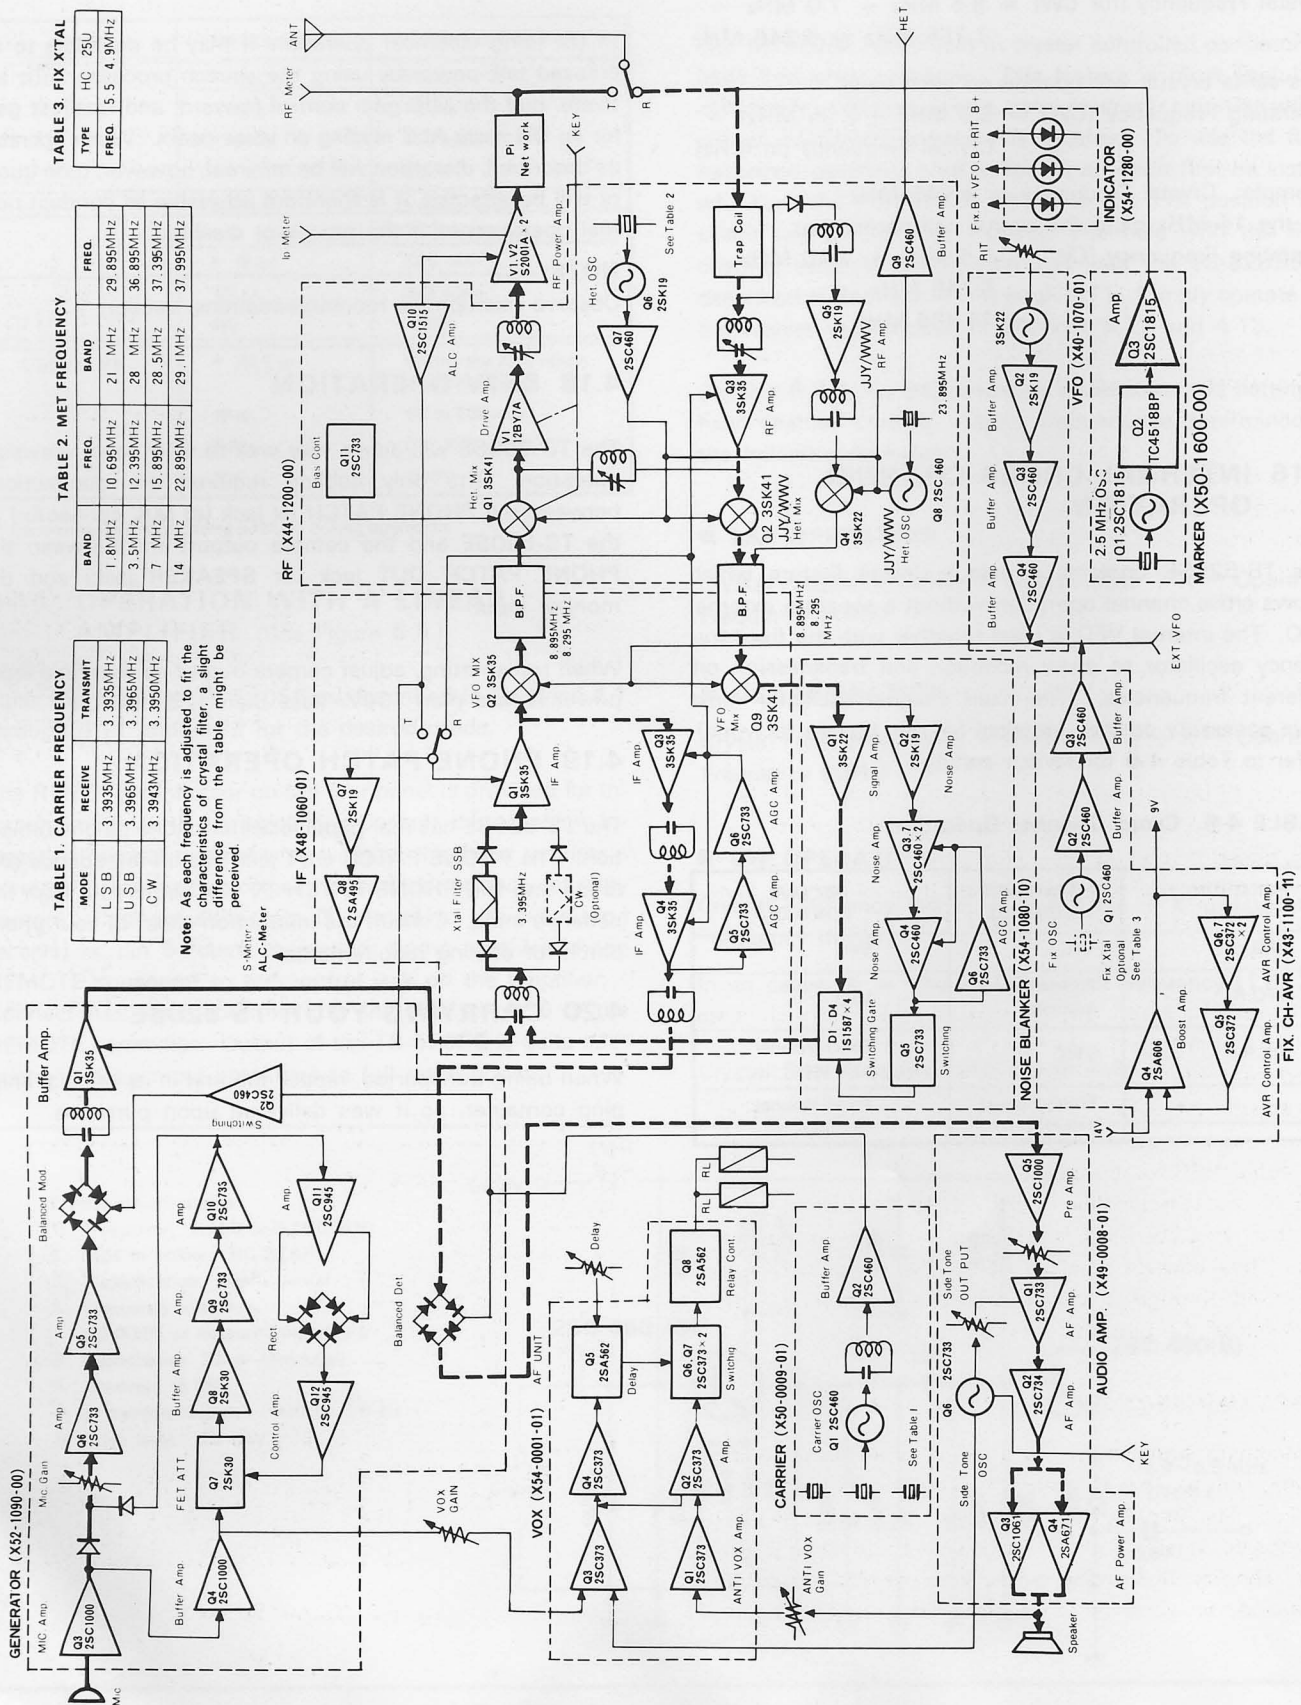 GENERATOR (X52-1090-00)
MIC. Amp.
Q3
2SC1000
Mic
Mic. Gain
Amp
Q6
2SC733
Amp
Q5
2SC733
Balanced Mod.
Buffer Amp.
Q1
3SK35
Buffer Amp.
Q4
2SC1000
FET ATT.
Q7
2SK30
Buffer Amp.
Q8
2SK30
Amp.
Q9
2SC733
Amp
Q10
2SC733
Switching
Q2
2SC460
Control Amp.
Q12
2SC945
Rect.
Amp.
Q11
2SC945
Balanced Det.
AF UNIT
VOX GAIN
VOX (X54-0001-01)
Q3
2SC373
Q4
2SC373
Q5
2SA562
Delay
Delay
Q1
2SC373
ANTI VOX Amp.
Q2
2SC373
Amp.
Q6,Q7
2SC373×2
Switchig
Q8
2SA562
Relay Cont.
RL
RL
ANTI VOX
Gain
CARRIER (X50-0009-01)
Carrier OSC
Q1 2SC460
See Table 1
Buffer Amp.
Q2
2SC460
Side Tone
OSC
Q6
2SC733
Side Tone
OUT PUT
KEY
AUDIO AMP. (X49-0008-01)
Q5
2SC1000
Pre Amp
Q1
2SC733
AF Amp.
Q2
2SC734
AF Amp.
Q3
2SC1061
Q4
2SA671
AF Power Amp.
Speaker
TABLE 1. CARRIER FREQUENCY
MODE RECEIVE TRANSMIT
LSB 3.3935MHz 3.3935MHz
USB 3.3965MHz 3.3965MHz
CW 3.3943MHz 3.3950MHz
Note: As each frequency is adjusted to fit the
characteristics of crystal filter, a slight
difference from the table might be
perceived.
TABLE 2. MET FREQUENCY
BAND FREQ. BAND FREQ.
1.8MHz 10.695MHz 21 MHz 29.895MHz
3.5MHz 12.395MHz 28 MHz 36.895MHz
7 MHz 15.895MHz 28.5MHz 37.395MHz
14 MHz 22.895MHz 29.1MHz 37.995MHz
TABLE 3. FIX X'TAL
TYPE HC 25U
FREQ. 5.5 4.9MHz
IF (X48-1060-01)
S-Meter
ALC-Meter
Q8
2SA495
Q7
2SK19
T
R
Xtal Filter SSB
3.395MHz
CW
(Optional)
Q1
3SK35
IF Amp.
VFO MIX
Q2 3SK35
B.P.F.
8.895MHz
8.295MHz
Q3
3SK35
IF Amp
Q4
3SK35
IF Amp
Q5
2SC733
AGC Amp
Q6
2SC733
AGC Amp
VFO
Mix
Q9
3SK41
B.P.F.
8.895MHz
8.295
MHz
RF (X44-1200-00)
Bias Cont
Q11
2SC733
Het. Mix
Q1 3SK41
Drive Amp.
V1
12BY7A
Q10
2SC1515
ALC Amp.
V1. V2
S2001A×2
RF Power Amp.
Ip Meter
Pi
Net work
RF Meter
ANT
KEY
T
R
Het. OSC
Q6
2SK19
See Table 2
Q7
2SC460
Trap Coil
Q3
3SK35
RF Amp.
Q2 3SK41
JJY/WWV
Het Mix
Q5
2SK19
JJY/WWV
RF Amp.
Q4
3SK22
JJY/WWV
Het OSC
Q8 2SC460
23.895MHz
Q9
2SC460
Buffer Amp.
HET
NOISE BLANKER (X54-1080-10)
Q1
3SK22
Signal Amp.
Q2
2SK19
Noise Amp.
Noise Amp
Q3·7
2SC460×2
Noise Amp
Q4
2SC460
AGC
Q6
2SC733
D1~D4
1S1587×4
Switching Gate
Q5
2SC733
Switching
VFO (X40-1070-01)
RIT
3SK22
Q2
2SK19
Buffer Amp.
Q3
2SC460
Buffer Amp.
Q4
2SC460
Buffer Amp.
EXT.VFO
INDICATOR
(X54-1280-00)
Fix.B+
VFO.B+
RIT B+
MARKER (X50-1600-00)
2.5MHz OSC
Q1 2SC1815
Q2
TC4518BP
Q3
2SC1815
Amp.
FIX. CH-AVR (X43-1100-11)
Fix OSC
Q1 2SC460
Fix Xtal
Optional
See Table 3
Q2
2SC460
Buffer Amp.
Q3
2SC460
Buffer Amp.
14V
Q4
2SA606
Boost Amp.
9V
Q5
2SC372
AVR Control Amp.
Q6,7
2SC372
×2
AVR Control Amp.